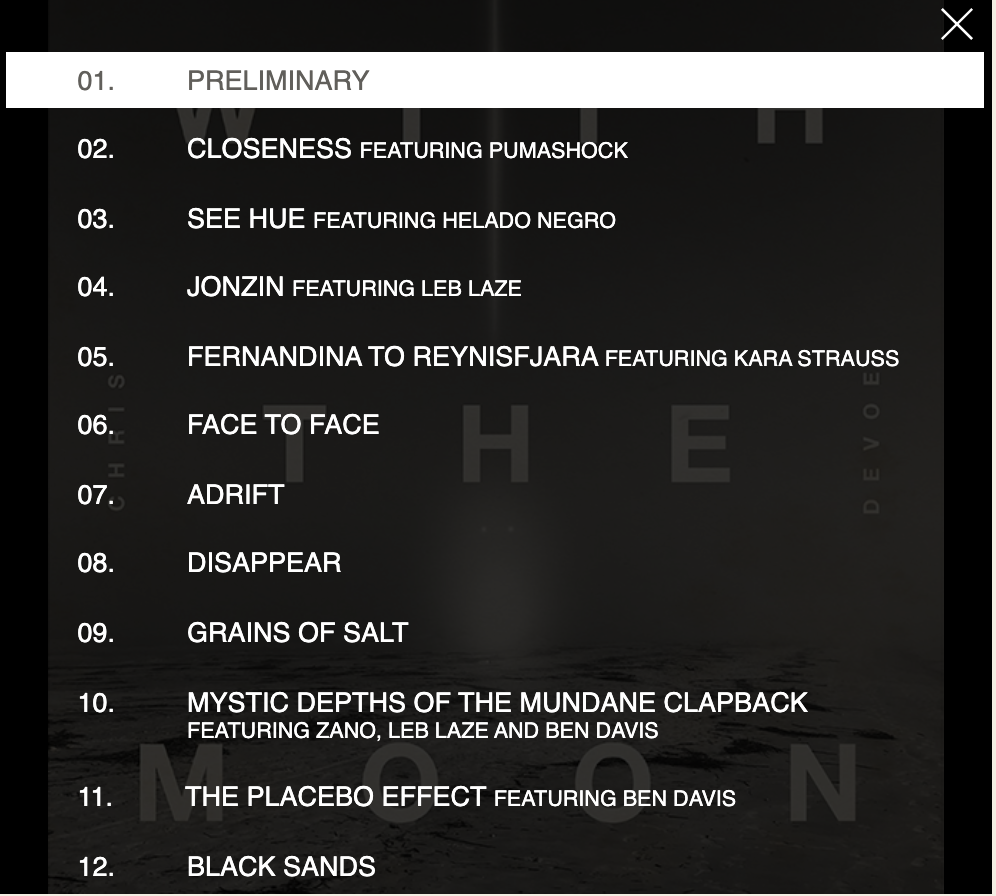 01. PRELIMINARY
WITH
02. CLOSENESS FEATURING PUMASHOCK
03. SEE HUE FEATURING HELADO NEGRO
04. JONZIN FEATURING LEB LAZE
05. FERNANDINA TO REYNISFJARA FEATURING KARA STRAUSS
CHRIS
DEVOE
06. FACE TO FACE
THE
07. ADRIFT
08. DISAPPEAR
09. GRAINS OF SALT
10. MYSTIC DEPTHS OF THE MUNDANE CLAPBACK
FEATURING ZANO, LEB LAZE AND BEN DAVIS
MOON
11. THE PLACEBO EFFECT FEATURING BEN DAVIS
12. BLACK SANDS